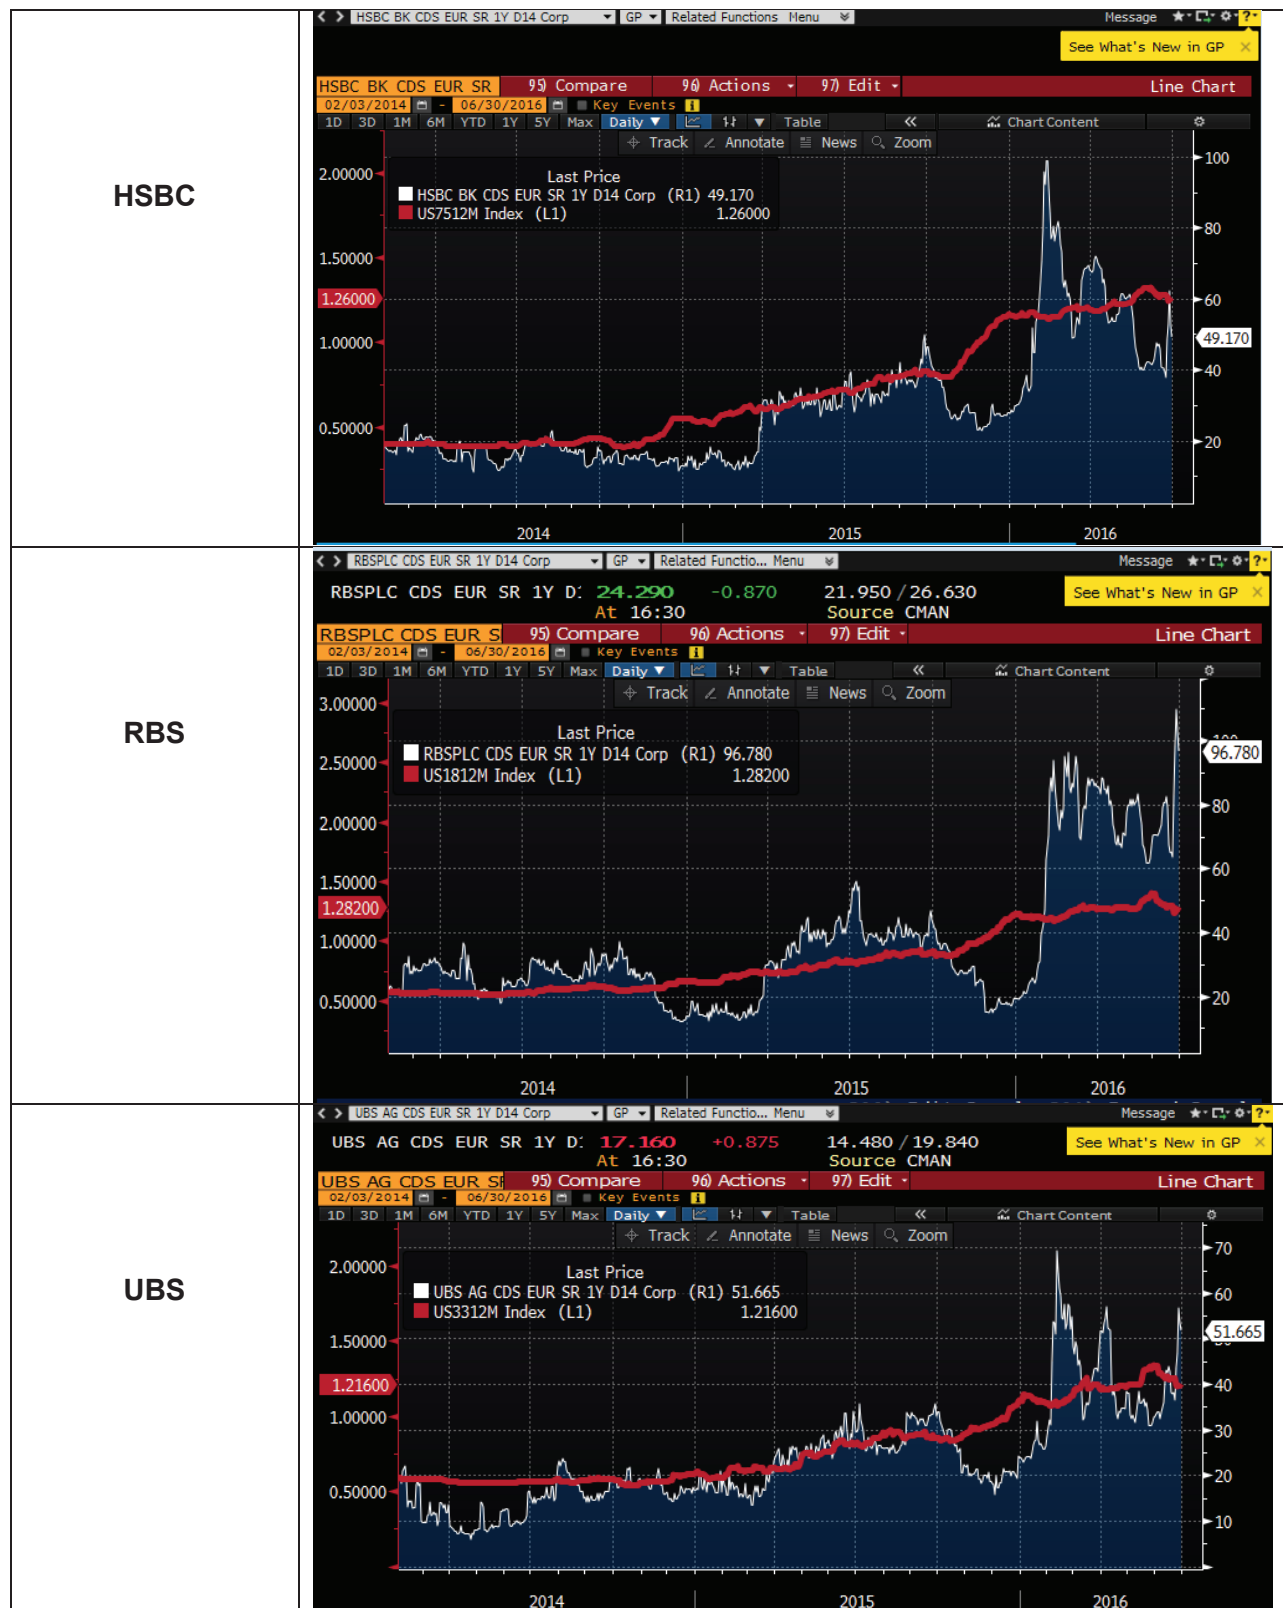 HSBC
HSBC BK CDS EUR SR 1Y D14 Corp GP Related Functions Menu Message ?
See What's New in GP ×
HSBC BK CDS EUR SR 95) Compare 96) Actions 97) Edit Line Chart
02/03/2014 - 06/30/2016 Key Events i
1D 3D 1M 6M YTD 1Y 5Y Max Daily ▼ Table « Chart Content
Track Annotate News Zoom
Last Price
HSBC BK CDS EUR SR 1Y D14 Corp (R1) 49.170
US7512M Index (L1) 1.26000
2.00000
1.50000
1.26000
1.00000
0.50000
100
80
60
49.170
40
20
2014 2015 2016
RBS
RBSPLC CDS EUR SR 1Y D14 Corp GP Related Functio... Menu Message ?
RBSPLC CDS EUR SR 1Y D: 24.290 -0.870 21.950 / 26.630
See What's New in GP ×
At 16:30 Source CMAN
RBSPLC CDS EUR S 95) Compare 96) Actions 97) Edit Line Chart
02/03/2014 - 06/30/2016 Key Events i
1D 3D 1M 6M YTD 1Y 5Y Max Daily ▼ Table « Chart Content
Track Annotate News Zoom
Last Price
RBSPLC CDS EUR SR 1Y D14 Corp (R1) 96.780
US1812M Index (L1) 1.28200
3.00000
2.50000
2.00000
1.50000
1.28200
1.00000
0.50000
100
96.780
80
60
40
20
2014 2015 2016
UBS
UBS AG CDS EUR SR 1Y D14 Corp GP Related Functio... Menu Message ?
UBS AG CDS EUR SR 1Y D: 17.160 +0.875 14.480 / 19.840
See What's New in GP ×
At 16:30 Source CMAN
UBS AG CDS EUR SR 95) Compare 96) Actions 97) Edit Line Chart
02/03/2014 - 06/30/2016 Key Events i
1D 3D 1M 6M YTD 1Y 5Y Max Daily ▼ Table « Chart Content
Track Annotate News Zoom
Last Price
UBS AG CDS EUR SR 1Y D14 Corp (R1) 51.665
US3312M Index (L1) 1.21600
2.00000
1.50000
1.21600
1.00000
0.50000
70
60
51.665
40
30
20
10
2014 2015 2016